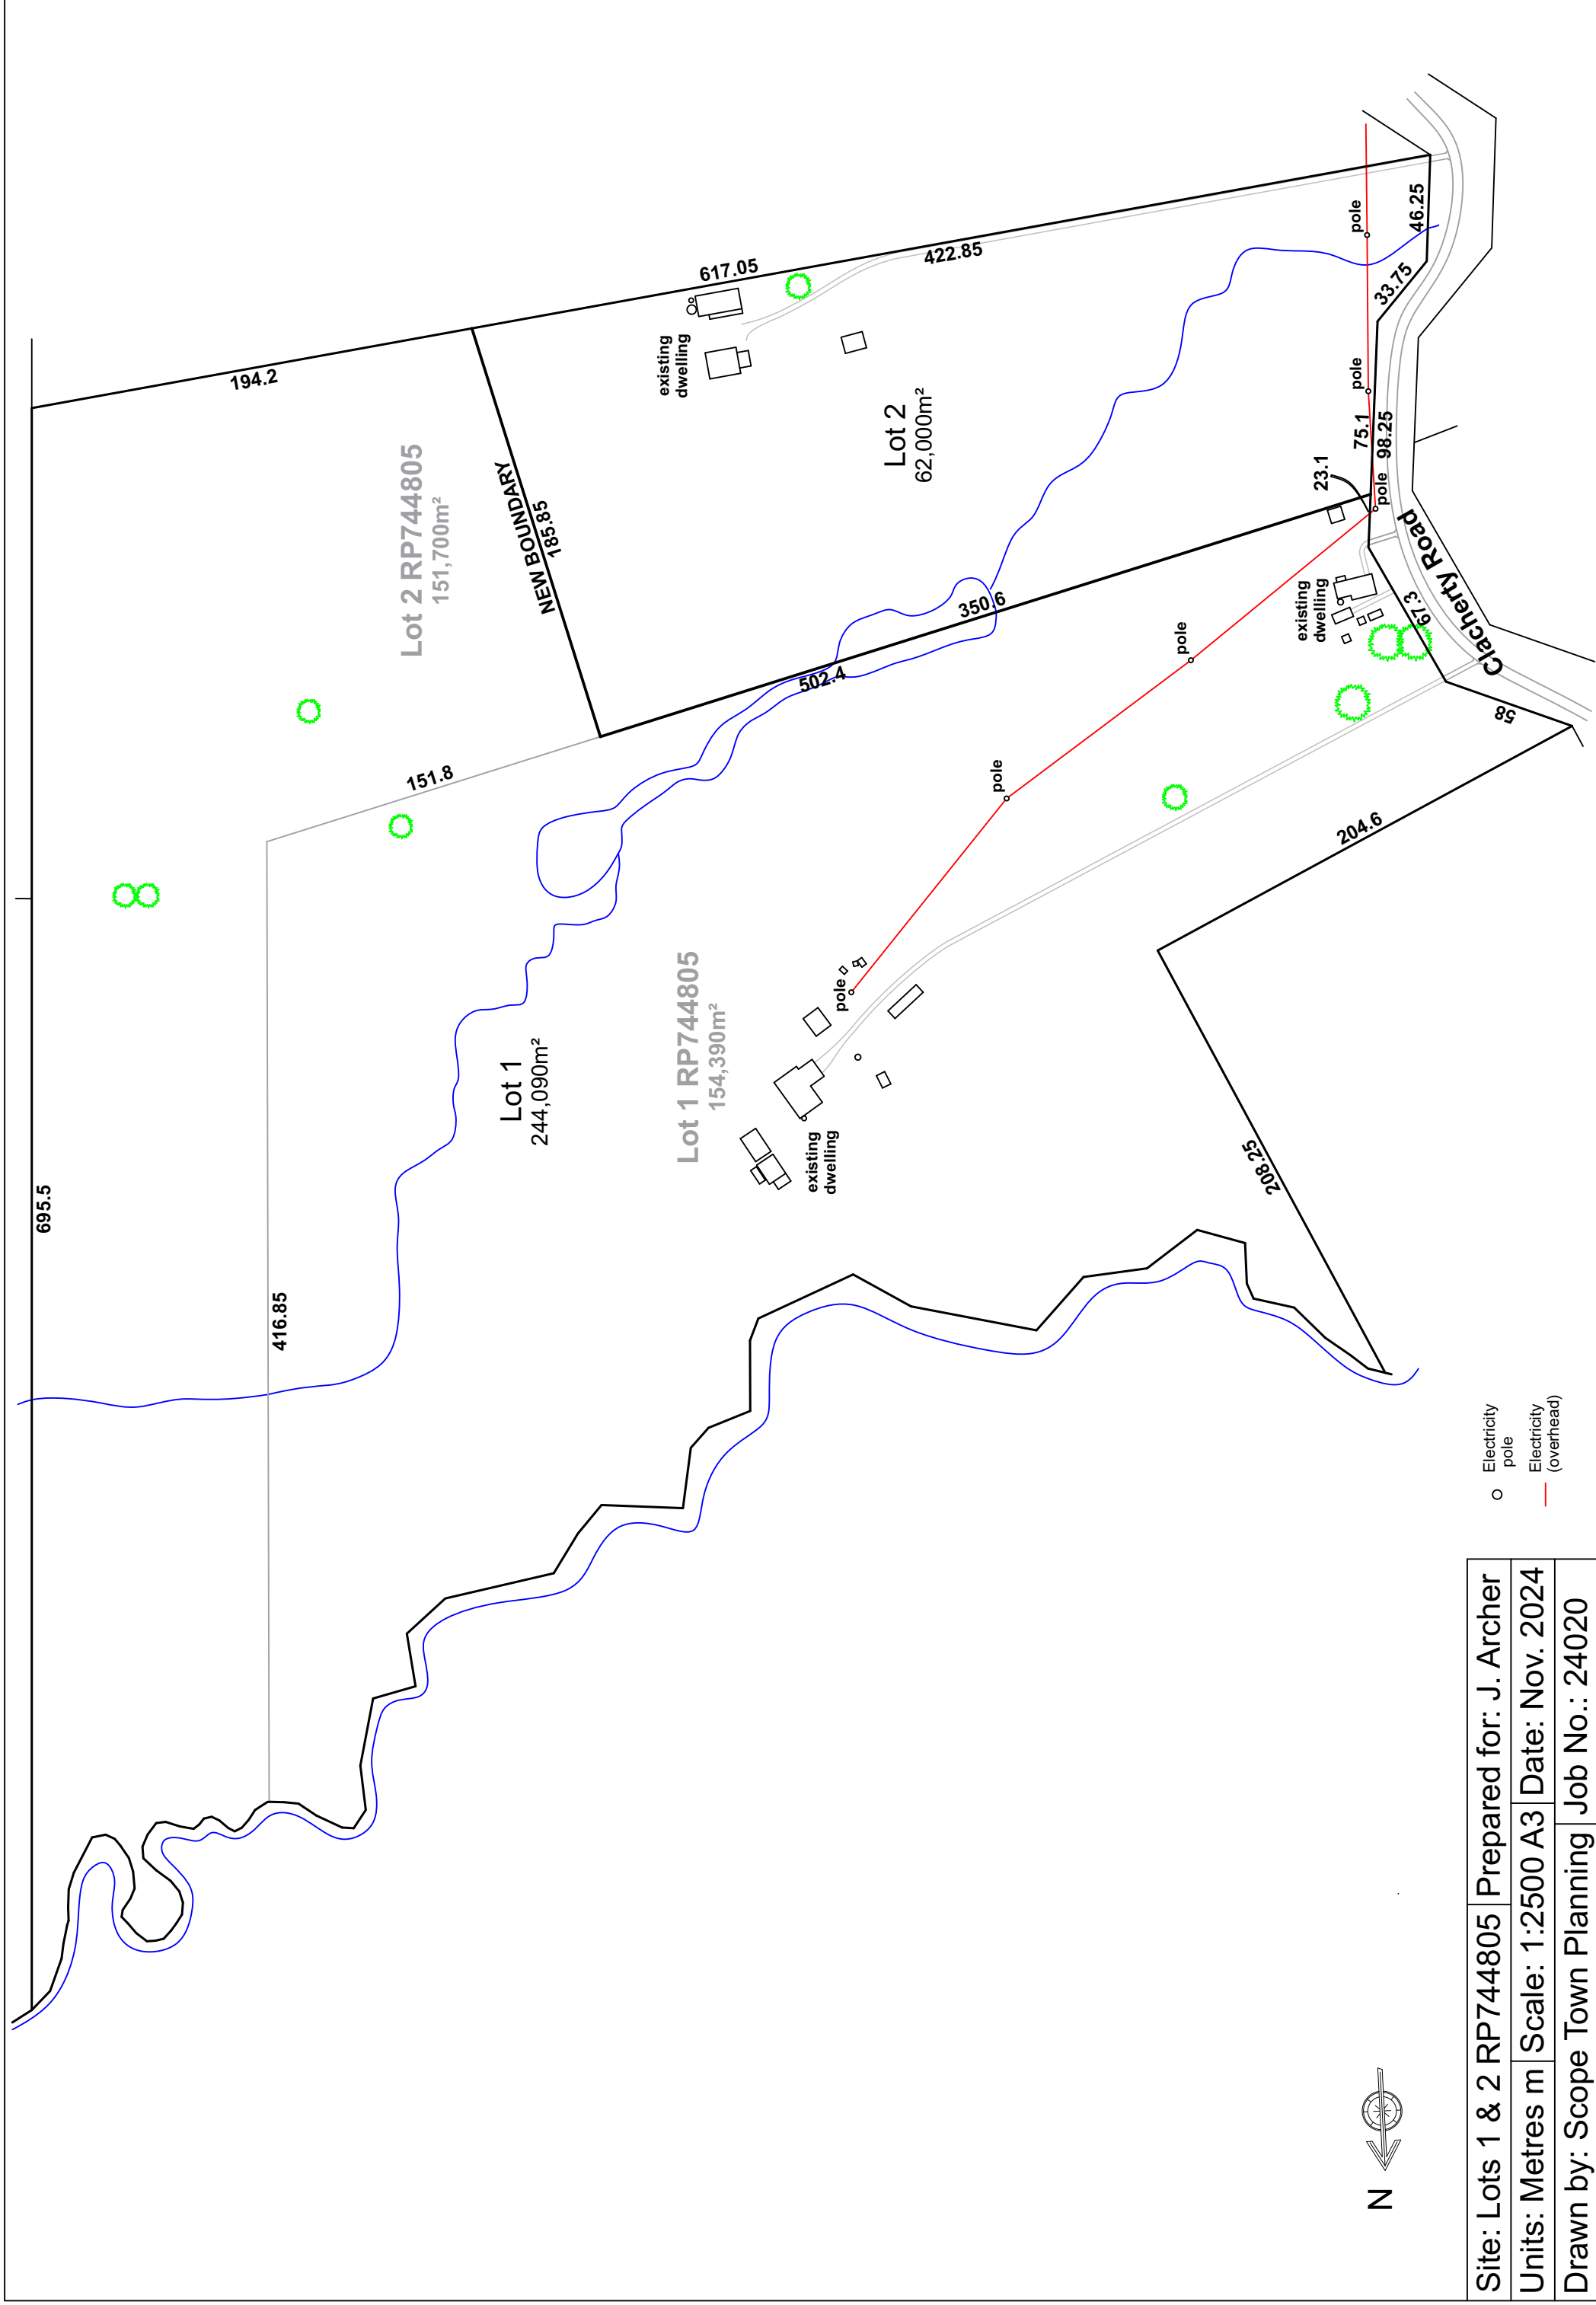 695.5
416.85
194.2
Lot 2 RP744805
151,700m²
151.8
NEW BOUNDARY
185.85
617.05
422.85
existing
dwelling
Lot 2
62,000m²
Lot 1
244,090m²
Lot 1 RP744805
154,390m²
502.4
350.6
pole
existing
dwelling
pole
pole
208.25
204.6
58
67.3
existing
dwelling
23.1
75.1
98.25
pole
pole
pole
33.75
46.25
Clacherty Road
N
Electricity
pole
Electricity
(overhead)
Site: Lots 1 & 2 RP744805 Prepared for: J. Archer
Units: Metres m Scale: 1:2500 A3 Date: Nov. 2024
Drawn by: Scope Town Planning Job No.: 24020